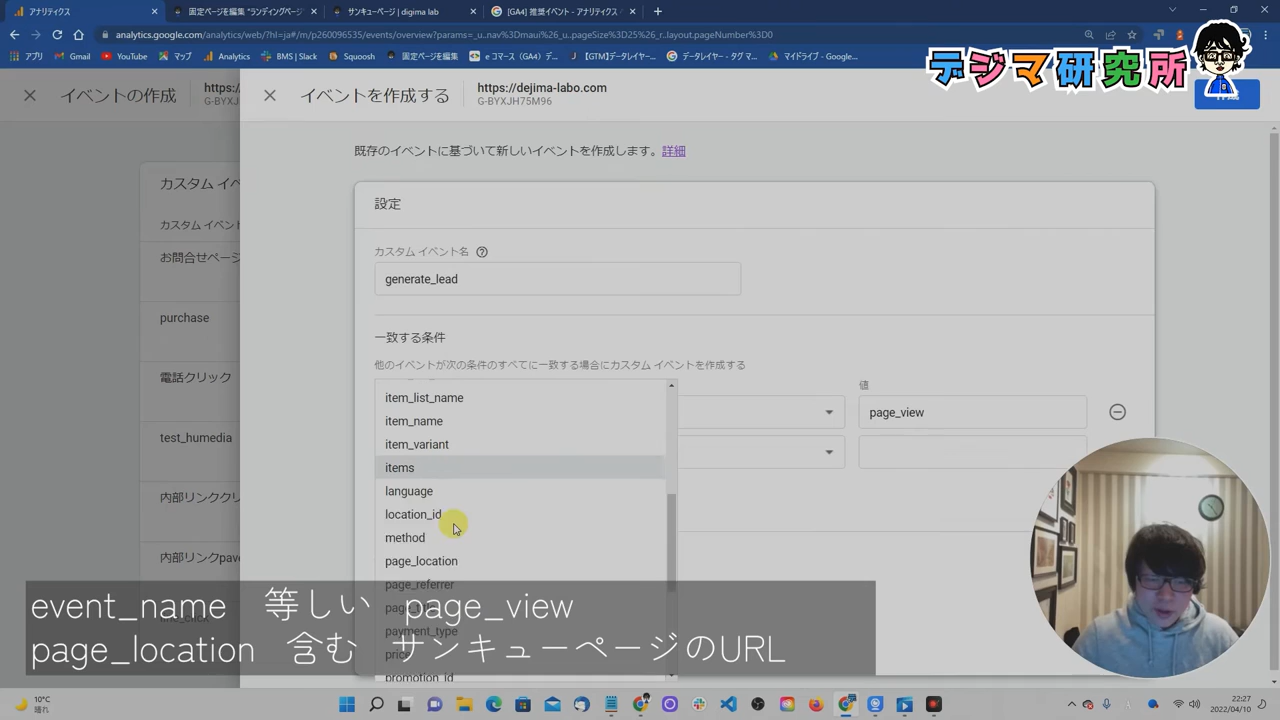 アナリティクス
固定ページを編集 "ランディングページ"
サンキューページ | digima lab
[GA4] 推奨イベント - アナリティクス
analytics.google.com/analytics/web/?hl=ja#/m/p260096535/events/overview?params=_u..nav%3Dmaui%26_u.pageSize%3D25%26_r..layout.pageNumber%3D0
アプリ
Gmail
YouTube
マップ
Analytics
BMS | Slack
Squoosh
固定ページを編集 "...
eコマース（GA4）デー...
【GTM】データレイヤー...
データレイヤー - タグ マ...
マイドライブ - Google...
デジマ研究所
イベントの作成
https:/
G-BYXJ
イベントを作成する
https://dejima-labo.com
G-BYXJH75M96
既存のイベントに基づいて新しいイベントを作成します。詳細
カスタム イベ
カスタム イベント
お問合せページ
purchase
電話クリック
test_humedia
内部リンククリ
内部リンクpave
設定
カスタム イベント名
generate_lead
一致する条件
他のイベントが次の条件のすべてに一致する場合にカスタム イベントを作成する
値
page_view
item_list_name
item_name
item_variant
items
language
location_id
method
page_location
page_referrer
payment_type
promotion_id
event_name 等しい page_view
page_location 含む サンキューページのURL
10°C
晴れ
22:27
2022/04/10